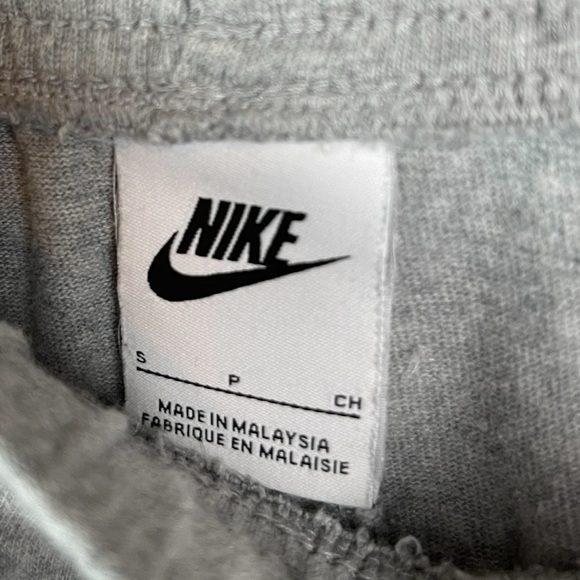 NIKE
S P CH
MADE IN MALAYSIA
FABRIQUE EN MALAISIE